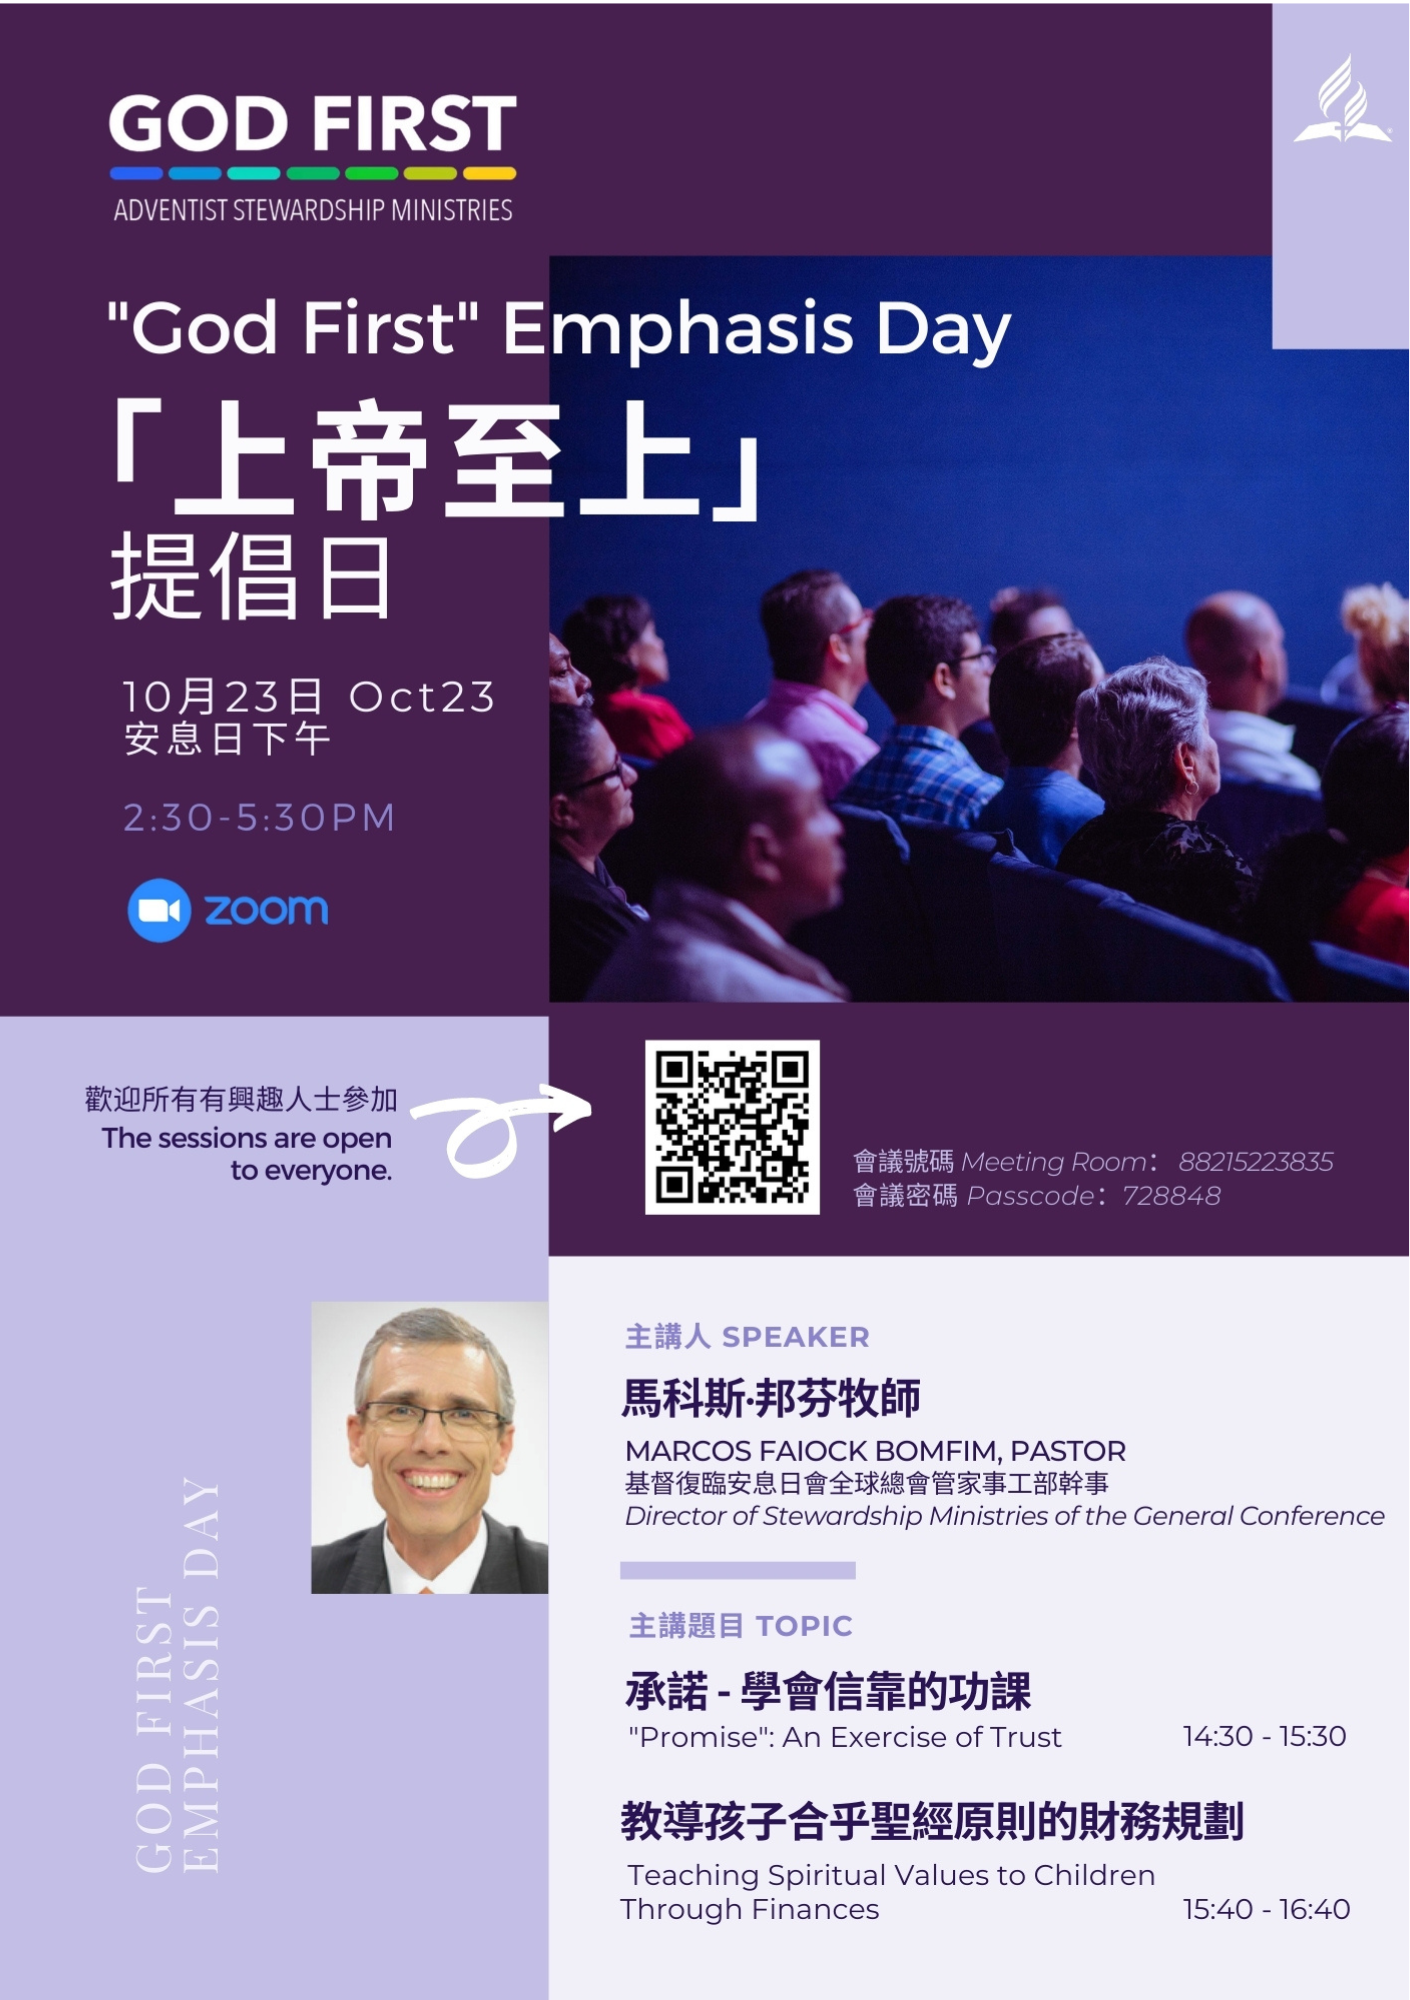 GOD FIRST
ADVENTIST STEWARDSHIP MINISTRIES
"God First" Emphasis Day
「上帝至上」
提倡日
10月23日 Oct23
安息日下午
2:30-5:30PM
zoom
歡迎所有有興趣人士參加
The sessions are open
to everyone.
會議號碼 Meeting Room： 88215223835
會議密碼 Passcode：728848
主講人 SPEAKER
馬科斯·邦芬牧師
MARCOS FAIOCK BOMFIM, PASTOR
基督復臨安息日會全球總會管家事工部幹事
Director of Stewardship Ministries of the General Conference
主講題目 TOPIC
承諾 - 學會信靠的功課
"Promise": An Exercise of Trust 14:30 - 15:30
教導孩子合乎聖經原則的財務規劃
Teaching Spiritual Values to Children
Through Finances 15:40 - 16:40
GOD FIRST
EMPHASIS DAY